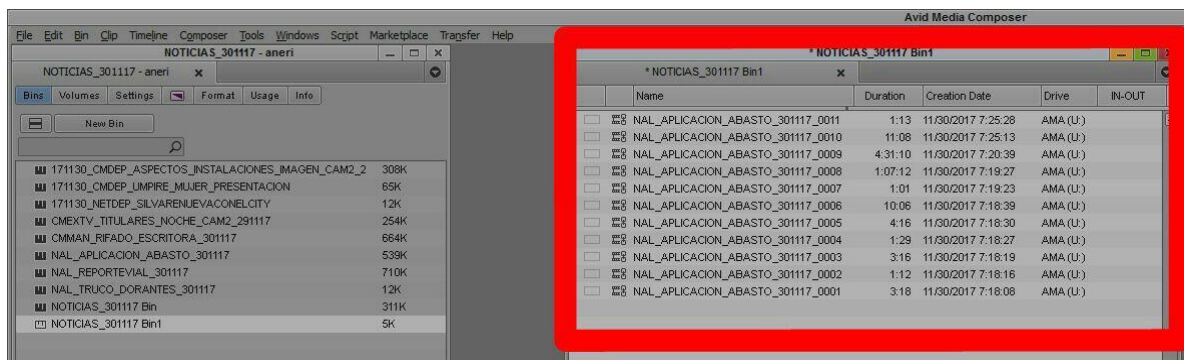 Avid Media Composer
File Edit Bin Clip Timeline Composer Tools Windows Script Marketplace Transfer Help
NOTICIAS_301117 - aneri
NOTICIAS_301117 - aneri x
Bins Volumes Settings Format Usage Info
New Bin
171130_CMDEP_ASPECTOS_INSTALACIONES_IMAGEN_CAM2_2 308K
171130_CMDEP_UMPIRE_MUJER_PRESENTACION 65K
171130_NETDEP_SILVARENUEVACONELCITY 12K
CMEXTV_TITULARES_NOCHE_CAM2_291117 254K
CMMAN_RIFADO_ESCRITORA_301117 664K
NAL_APLICACION_ABASTO_301117 539K
NAL_REPORTEVIAL_301117 710K
NAL_TRUCO_DORANTES_301117 12K
NOTICIAS_301117 Bin 311K
NOTICIAS_301117 Bin1 5K
* NOTICIAS_301117 Bin1
* NOTICIAS_301117 Bin1 x
Name Duration Creation Date Drive IN-OUT
NAL_APLICACION_ABASTO_301117_0011 1:13 11/30/2017 7:25:28 AMA (U:)
NAL_APLICACION_ABASTO_301117_0010 11:08 11/30/2017 7:25:13 AMA (U:)
NAL_APLICACION_ABASTO_301117_0009 4:31:10 11/30/2017 7:20:39 AMA (U:)
NAL_APLICACION_ABASTO_301117_0008 1:07:12 11/30/2017 7:19:27 AMA (U:)
NAL_APLICACION_ABASTO_301117_0007 1:01 11/30/2017 7:19:23 AMA (U:)
NAL_APLICACION_ABASTO_301117_0006 10:06 11/30/2017 7:18:39 AMA (U:)
NAL_APLICACION_ABASTO_301117_0005 4:16 11/30/2017 7:18:30 AMA (U:)
NAL_APLICACION_ABASTO_301117_0004 1:29 11/30/2017 7:18:27 AMA (U:)
NAL_APLICACION_ABASTO_301117_0003 3:16 11/30/2017 7:18:19 AMA (U:)
NAL_APLICACION_ABASTO_301117_0002 1:12 11/30/2017 7:18:16 AMA (U:)
NAL_APLICACION_ABASTO_301117_0001 3:18 11/30/2017 7:18:08 AMA (U:)